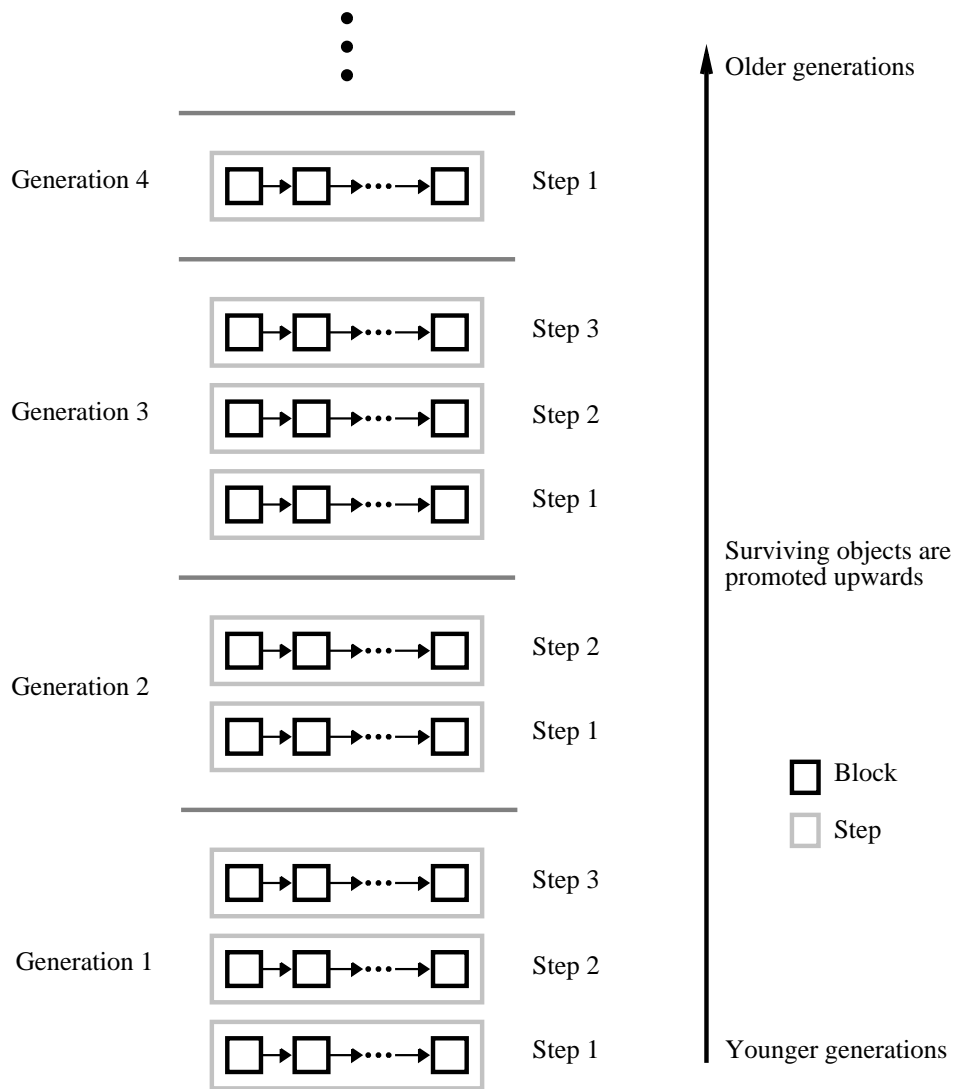 Older generations
Generation 4
Step 1
Step 3
Generation 3
Step 2
Step 1
Surviving objects are
promoted upwards
Step 2
Generation 2
Step 1
Block
Step
Step 3
Generation 1
Step 2
Step 1
Younger generations